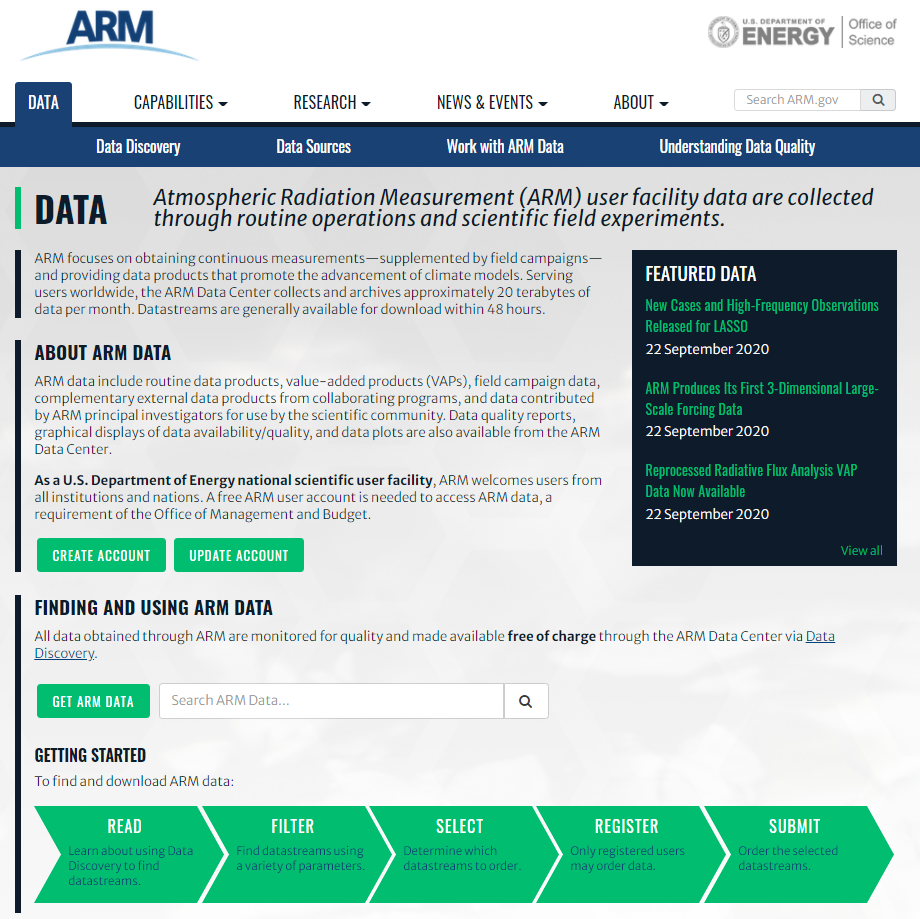 ARM
U.S. DEPARTMENT OF
ENERGY
Office of
Science
DATA
CAPABILITIES
RESEARCH
NEWS & EVENTS
ABOUT
Search ARM.gov
Data Discovery
Data Sources
Work with ARM Data
Understanding Data Quality
DATA
Atmospheric Radiation Measurement (ARM) user facility data are collected
through routine operations and scientific field experiments.
ARM focuses on obtaining continuous measurements—supplemented by field campaigns—
and providing data products that promote the advancement of climate models. Serving
users worldwide, the ARM Data Center collects and archives approximately 20 terabytes of
data per month. Datastreams are generally available for download within 48 hours.
ABOUT ARM DATA
ARM data include routine data products, value-added products (VAPs), field campaign data,
complementary external data products from collaborating programs, and data contributed
by ARM principal investigators for use by the scientific community. Data quality reports,
graphical displays of data availability/quality, and data plots are also available from the ARM
Data Center.
As a U.S. Department of Energy national scientific user facility, ARM welcomes users from
all institutions and nations. A free ARM user account is needed to access ARM data, a
requirement of the Office of Management and Budget.
CREATE ACCOUNT
UPDATE ACCOUNT
FEATURED DATA
New Cases and High-Frequency Observations
Released for LASSO
22 September 2020
ARM Produces Its First 3-Dimensional Large-
Scale Forcing Data
22 September 2020
Reprocessed Radiative Flux Analysis VAP
Data Now Available
22 September 2020
View all
FINDING AND USING ARM DATA
All data obtained through ARM are monitored for quality and made available free of charge through the ARM Data Center via Data
Discovery.
GET ARM DATA
Search ARM Data...
GETTING STARTED
To find and download ARM data:
READ
Learn about using Data
Discovery to find
datastreams.
FILTER
Find datastreams using
a variety of parameters.
SELECT
Determine which
datastreams to order.
REGISTER
Only registered users
may order data.
SUBMIT
Order the selected
datastreams.